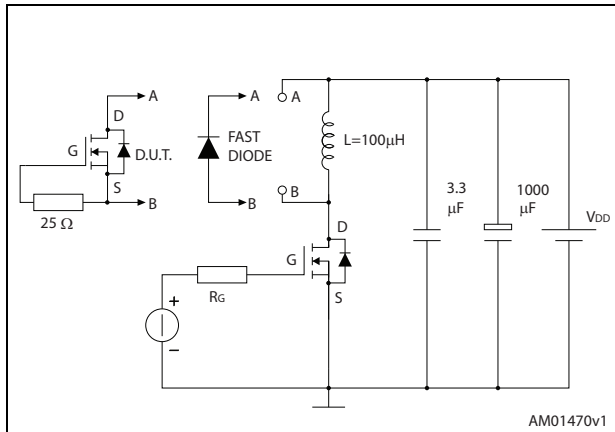 A
D
G
D.U.T.
S
B
25 Ω
A
FAST
DIODE
B
A
L=100μH
B
D
G
S
RG
+
–
3.3
μF
1000
μF
VDD
AM01470v1